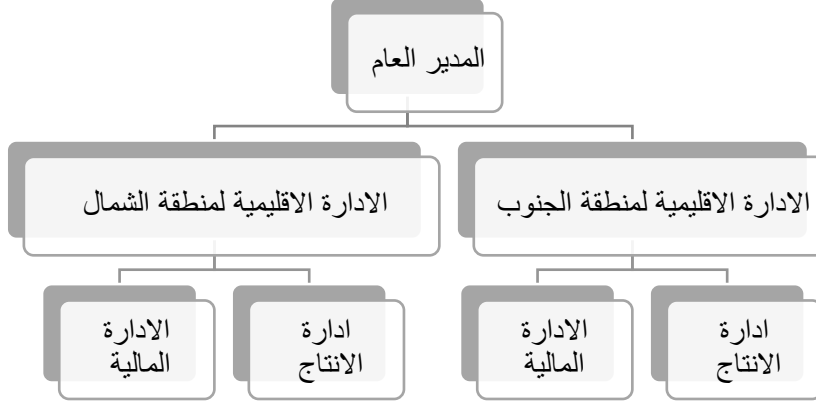 المدير العام
الادارة الاقليمية لمنطقة الجنوب
الادارة الاقليمية لمنطقة الشمال
ادارة
الانتاج
الادارة
المالية
ادارة
الانتاج
الادارة
المالية